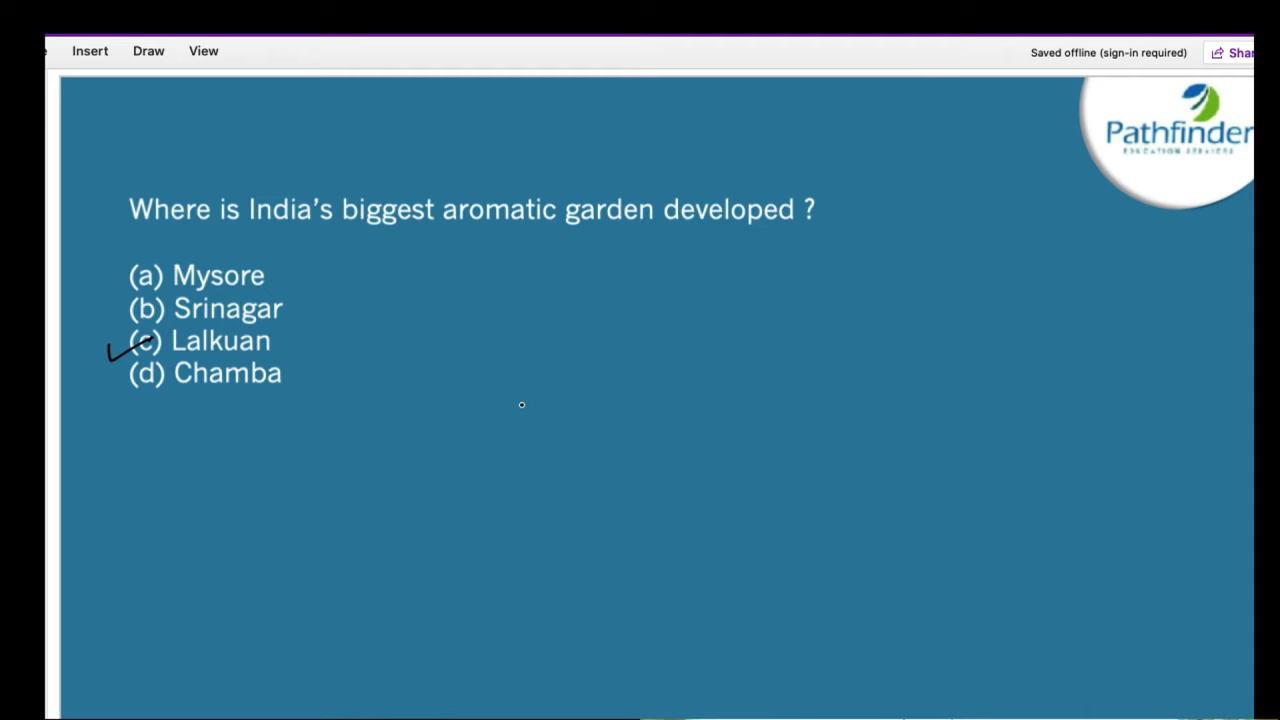 Insert Draw View
Saved offline (sign-in required) Shar
Pathfinder
EDUCATION SERVICES
Where is India's biggest aromatic garden developed ?
(a) Mysore
(b) Srinagar
(c) Lalkuan
(d) Chamba